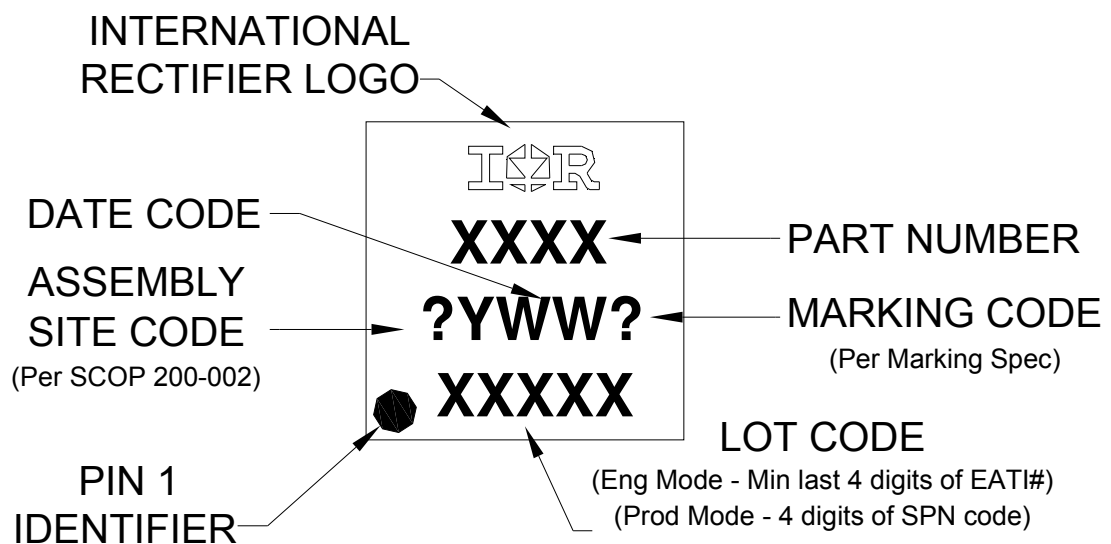 INTERNATIONAL
RECTIFIER LOGO
IOR
DATE CODE
XXXX
PART NUMBER
ASSEMBLY
SITE CODE
(Per SCOP 200-002)
?YWW?
MARKING CODE
(Per Marking Spec)
XXXXX
LOT CODE
(Eng Mode - Min last 4 digits of EATI#)
(Prod Mode - 4 digits of SPN code)
PIN 1
IDENTIFIER